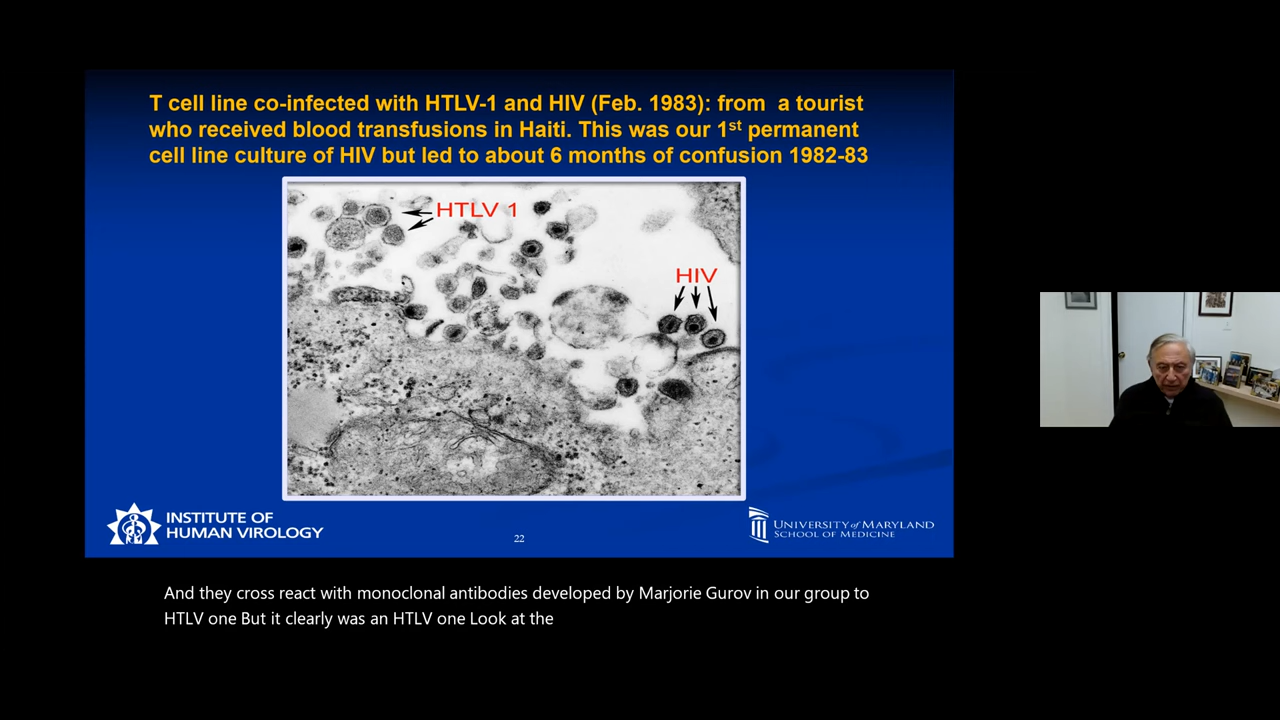 T cell line co-infected with HTLV-1 and HIV (Feb. 1983): from a tourist
who received blood transfusions in Haiti. This was our 1st permanent
cell line culture of HIV but led to about 6 months of confusion 1982-83
HTLV 1
HIV
INSTITUTE OF
HUMAN VIROLOGY
22
UNIVERSITY of MARYLAND
SCHOOL OF MEDICINE
And they cross react with monoclonal antibodies developed by Marjorie Gurov in our group to
HTLV one But it clearly was an HTLV one Look at the